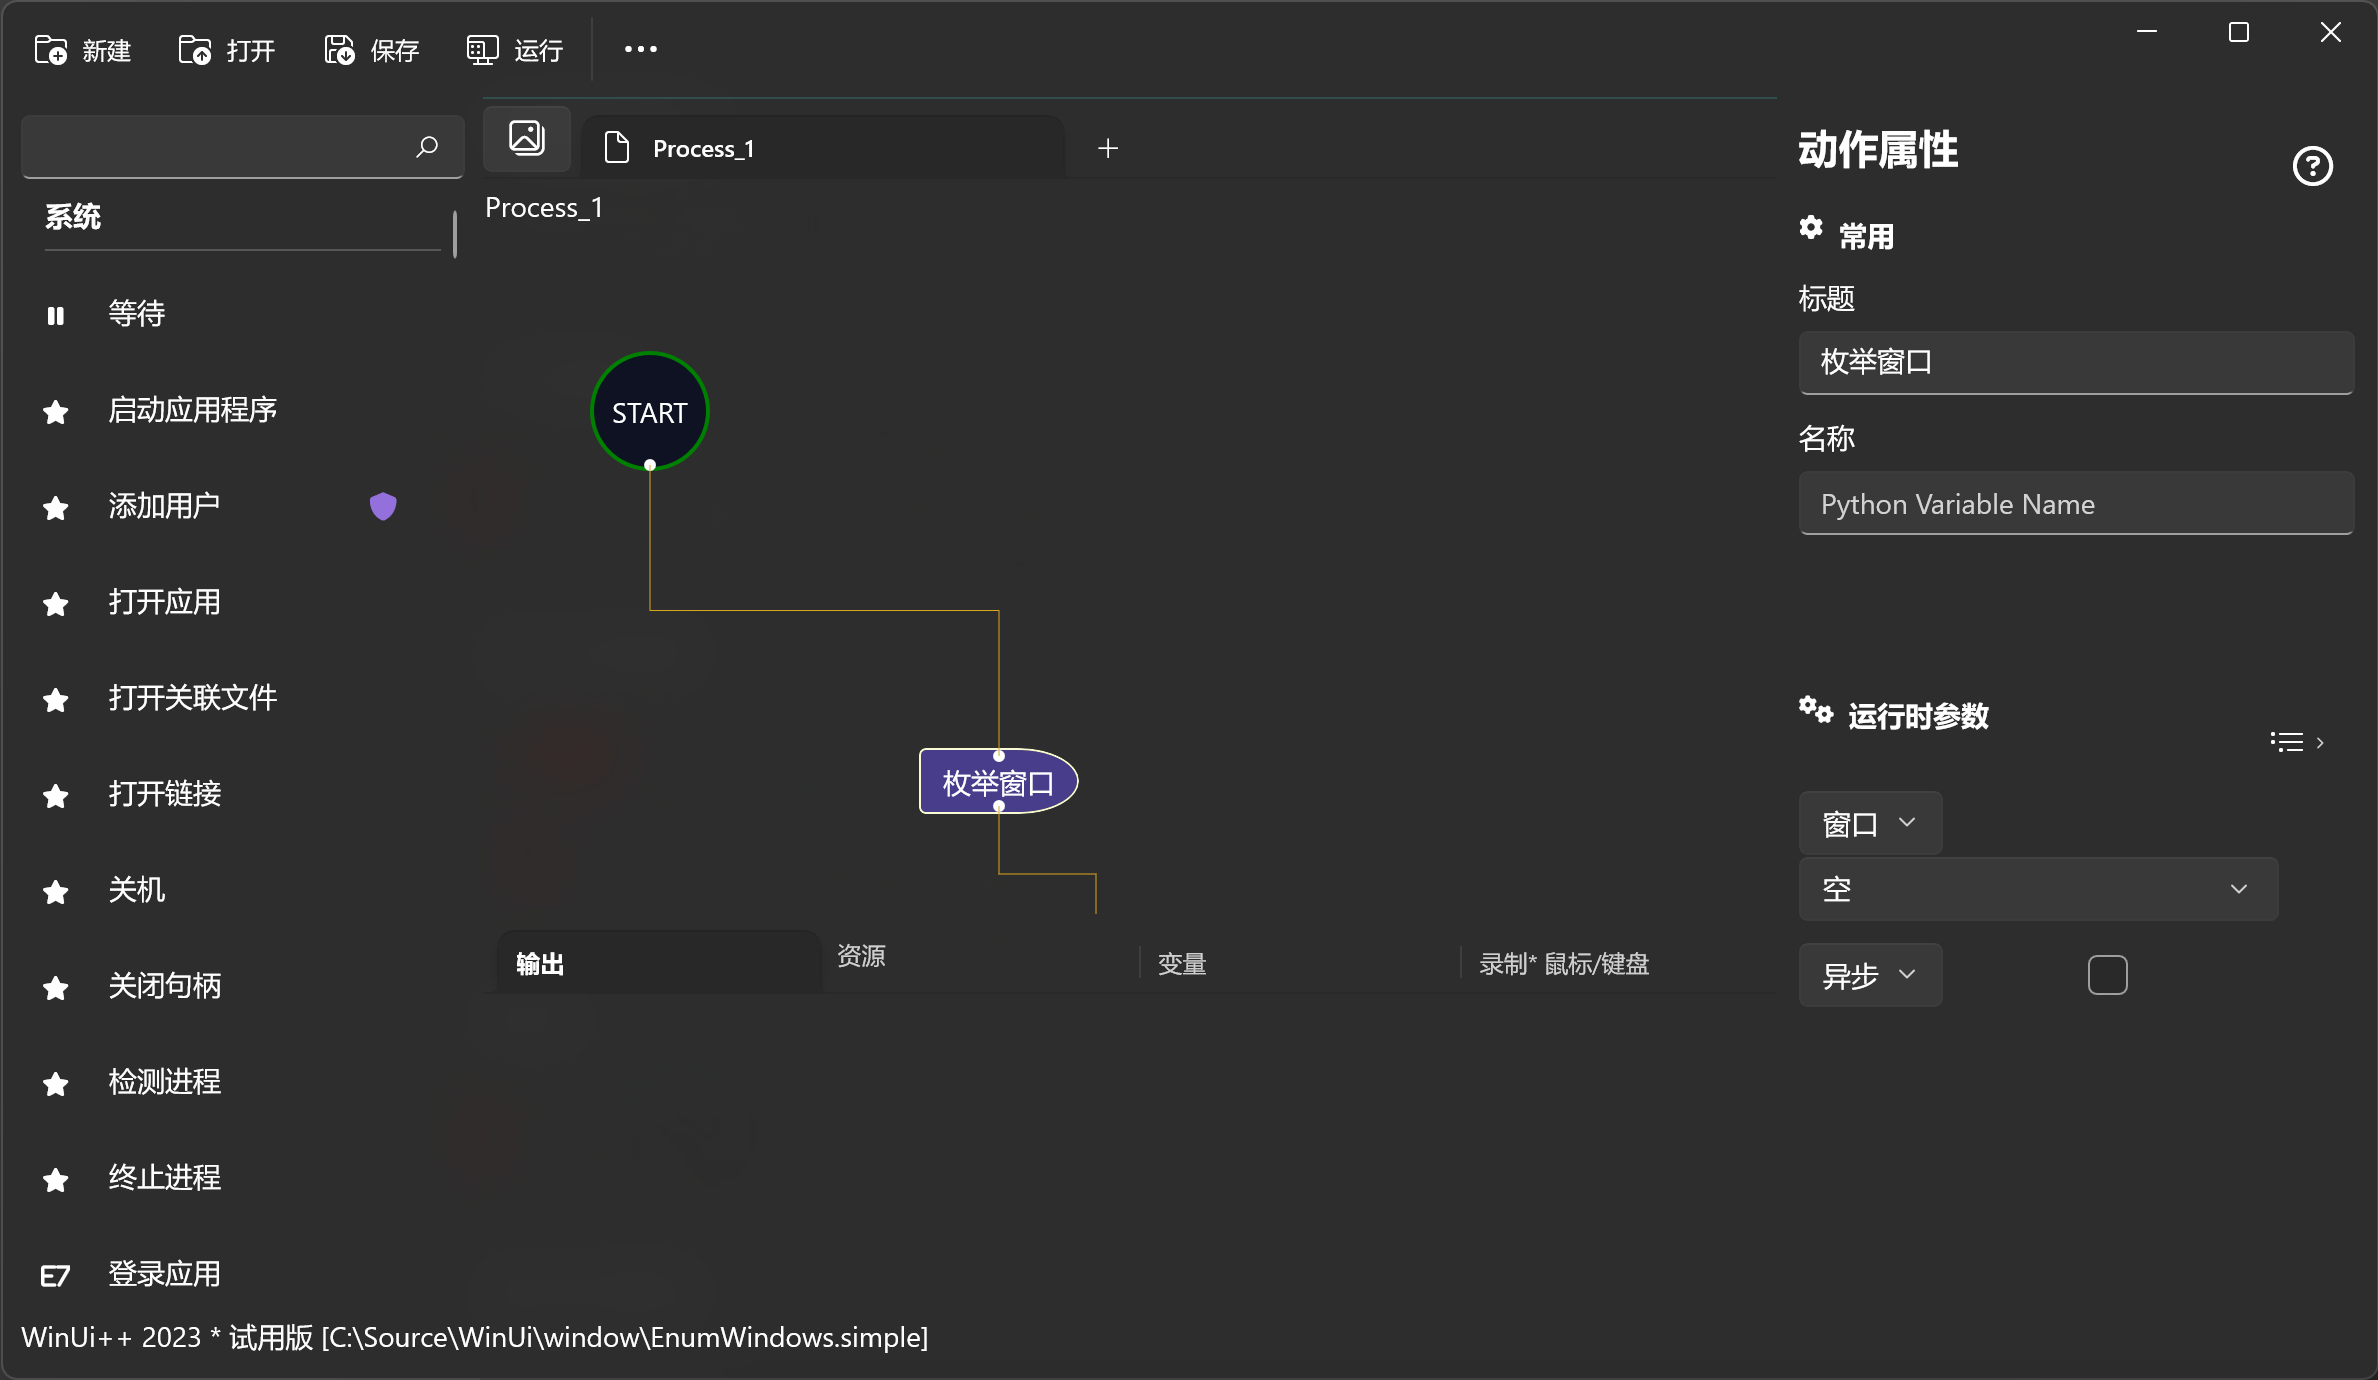 新建 打开 保存 运行
系统
等待
启动应用程序
添加用户
打开应用
打开关联文件
打开链接
关机
关闭句柄
检测进程
终止进程
登录应用
Process_1
Process_1
START
枚举窗口
输出 资源 变量 录制* 鼠标/键盘
动作属性
常用
标题
枚举窗口
名称
Python Variable Name
运行时参数
窗口
空
异步
WinUi++ 2023 * 试用版 [C:\Source\WinUi\window\EnumWindows.simple]